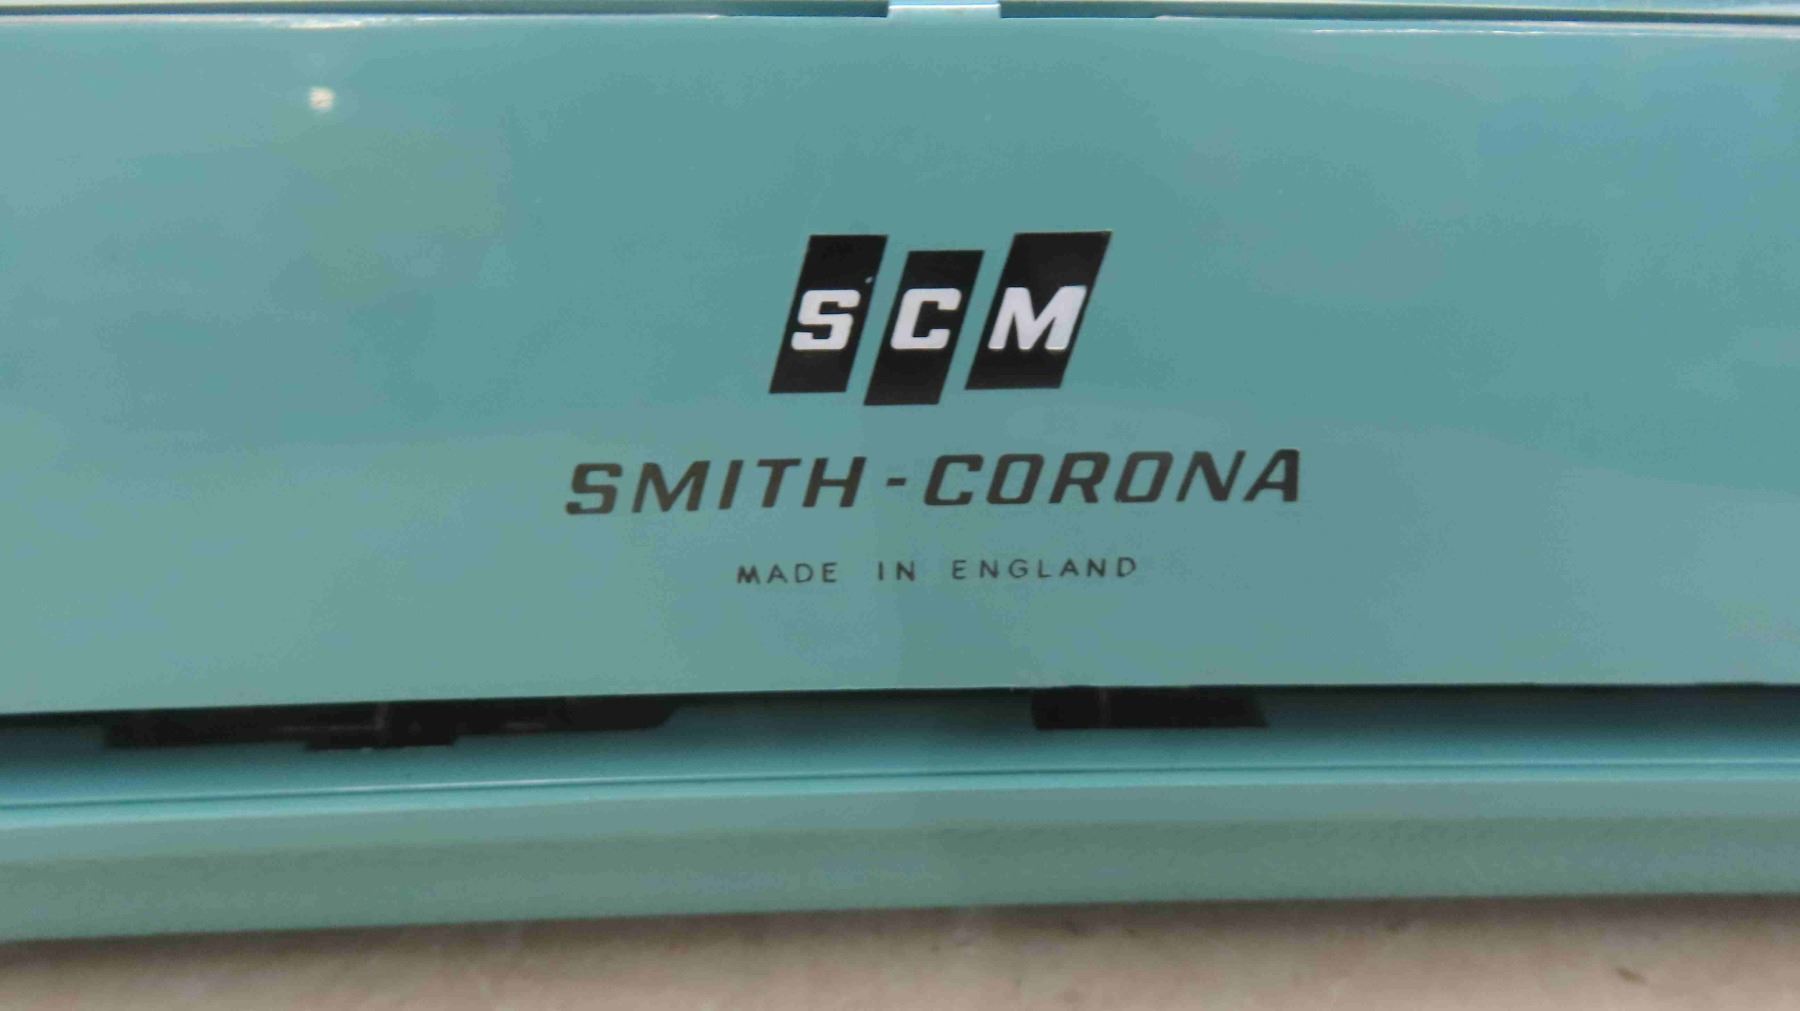 SCM
SMITH-CORONA
MADE IN ENGLAND